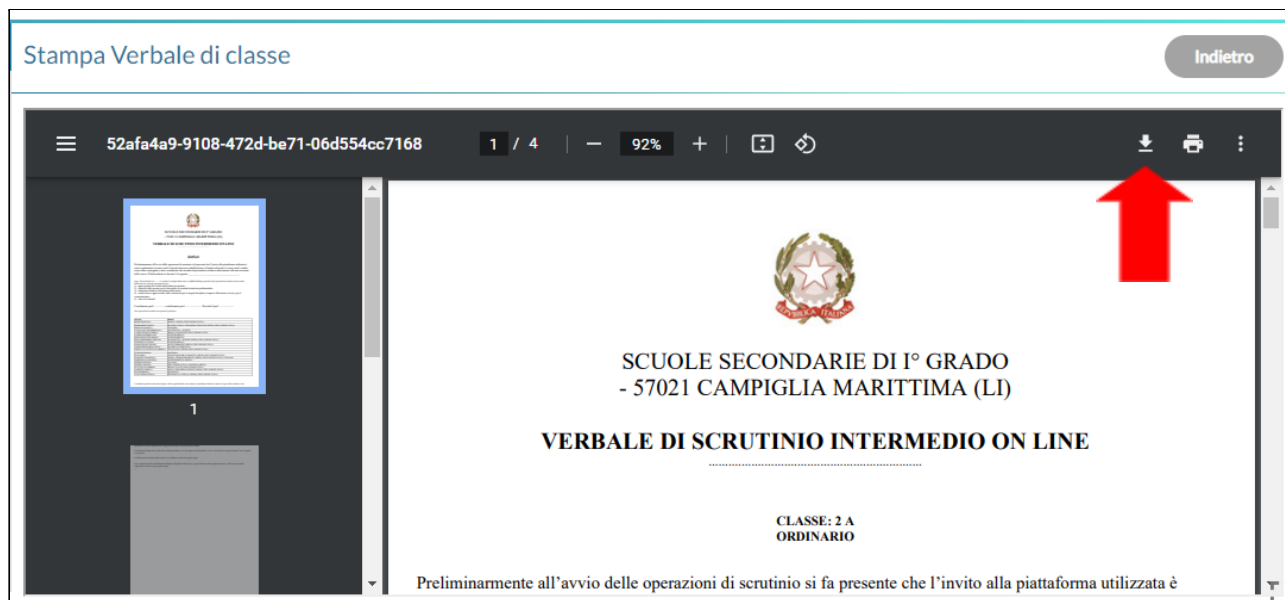 Stampa Verbale di classe
Indietro
52afa4a9-9108-472d-be71-06d554cc7168 1 / 4 92%
1
REPVBBLICA ITALIANA
SCUOLE SECONDARIE DI I° GRADO
- 57021 CAMPIGLIA MARITTIMA (LI)
VERBALE DI SCRUTINIO INTERMEDIO ON LINE
CLASSE: 2 A
ORDINARIO
Preliminarmente all'avvio delle operazioni di scrutinio si fa presente che l'invito alla piattaforma utilizzata è